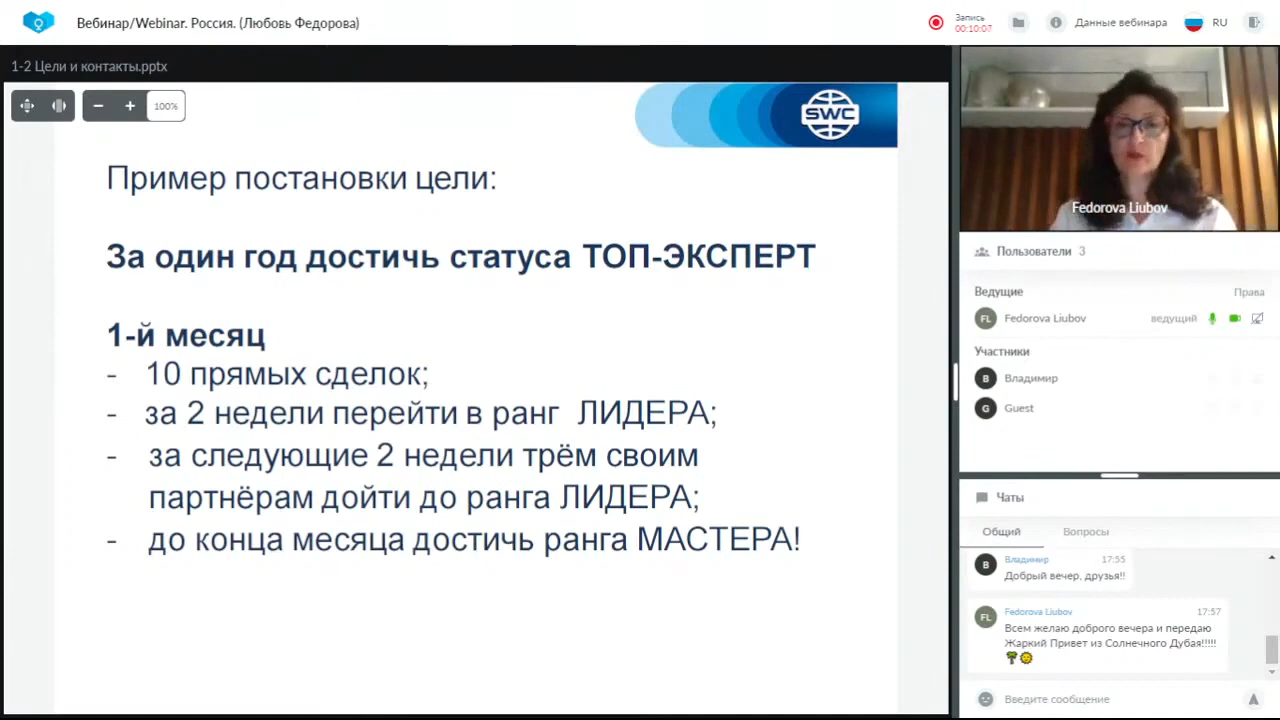 Вебинар/Webinar. Россия. (Любовь Федорова)
Запись
00:10:07
Данные вебинара
RU
1-2 Цели и контакты.pptx
100%
SWC
Пример постановки цели:
За один год достичь статуса ТОП-ЭКСПЕРТ
1-й месяц
- 10 прямых сделок;
- за 2 недели перейти в ранг ЛИДЕРА;
- за следующие 2 недели трём своим
партнёрам дойти до ранга ЛИДЕРА;
- до конца месяца достичь ранга МАСТЕРА!
Fedorova Liubov
Пользователи 3
Ведущие Права
FL Fedorova Liubov ведущий
Участники
В Владимир
G Guest
Чаты
Общий Вопросы
В Владимир 17:55
Добрый вечер, друзья!!
FL Fedorova Liubov 17:57
Всем желаю доброго вечера и передаю
Жаркий Привет из Солнечного Дубая!!!!!
Введите сообщение